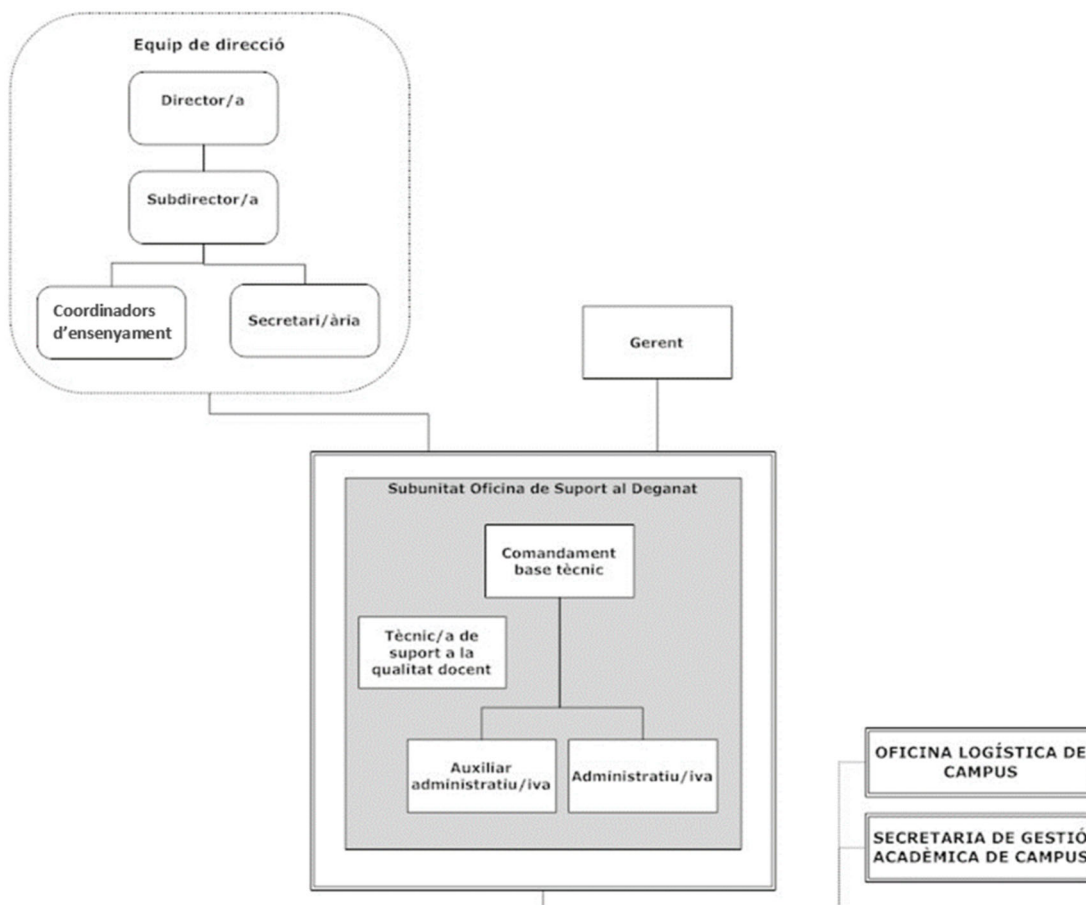 Equip de direcció
Director/a
Subdirector/a
Coordinadors
d'ensenyament
Secretari/ària
Gerent
Subunitat Oficina de Suport al Deganat
Comandament
base tècnic
Tècnic/a de
suport a la
qualitat docent
Auxiliar
administratiu/iva
Administratiu/iva
OFICINA LOGÍSTICA DE
CAMPUS
SECRETARIA DE GESTIÓ
ACADÈMICA DE CAMPUS